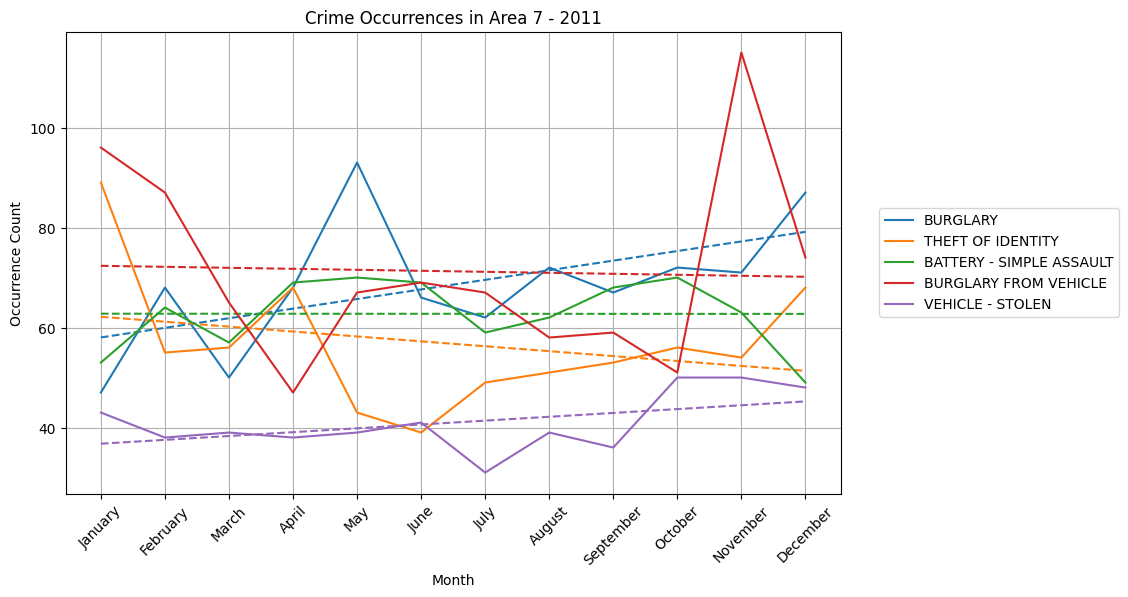 Crime Occurrences in Area 7 - 2011
Occurrence Count
100
80
60
40
January
February
March
April
May
June
July
August
September
October
November
December
Month
BURGLARY
THEFT OF IDENTITY
BATTERY - SIMPLE ASSAULT
BURGLARY FROM VEHICLE
VEHICLE - STOLEN